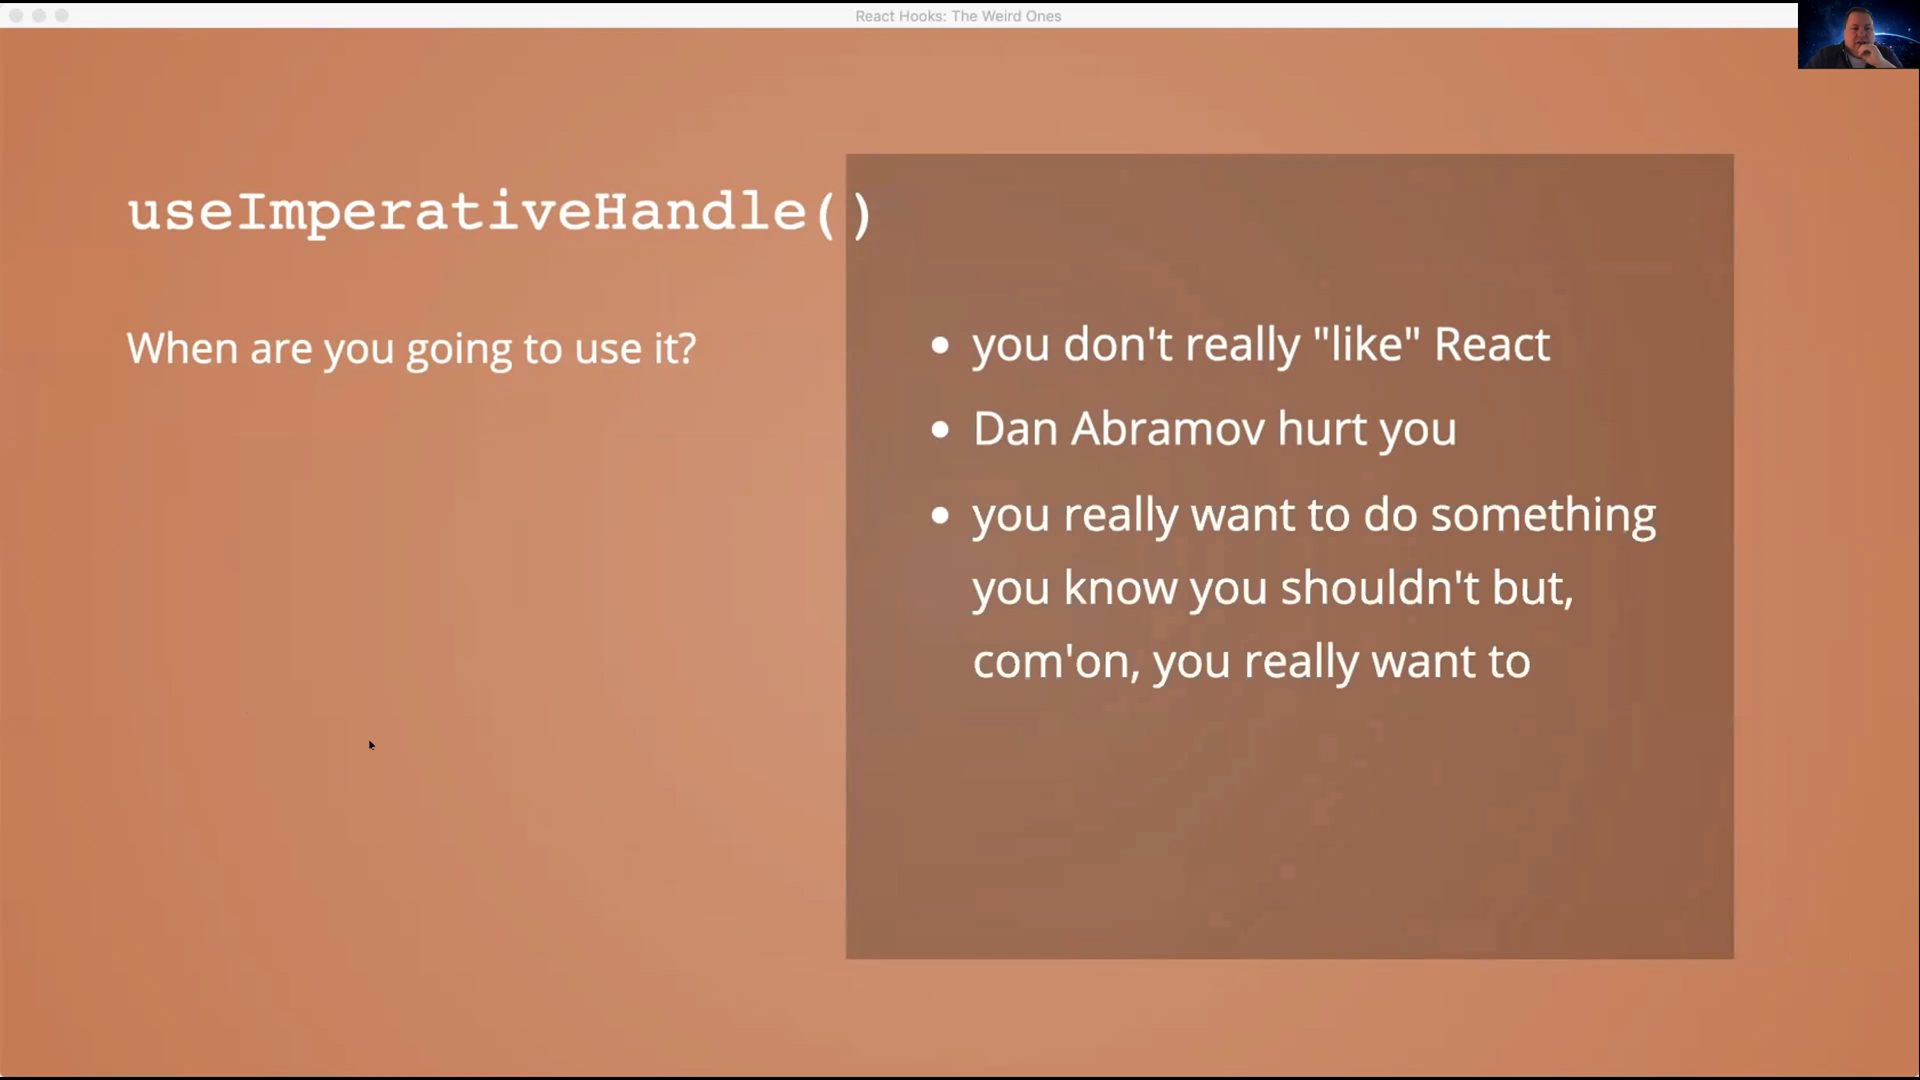 React Hooks: The Weird Ones
useImperativeHandle()
When are you going to use it?
• you don't really "like" React
• Dan Abramov hurt you
• you really want to do something
you know you shouldn't but,
com'on, you really want to